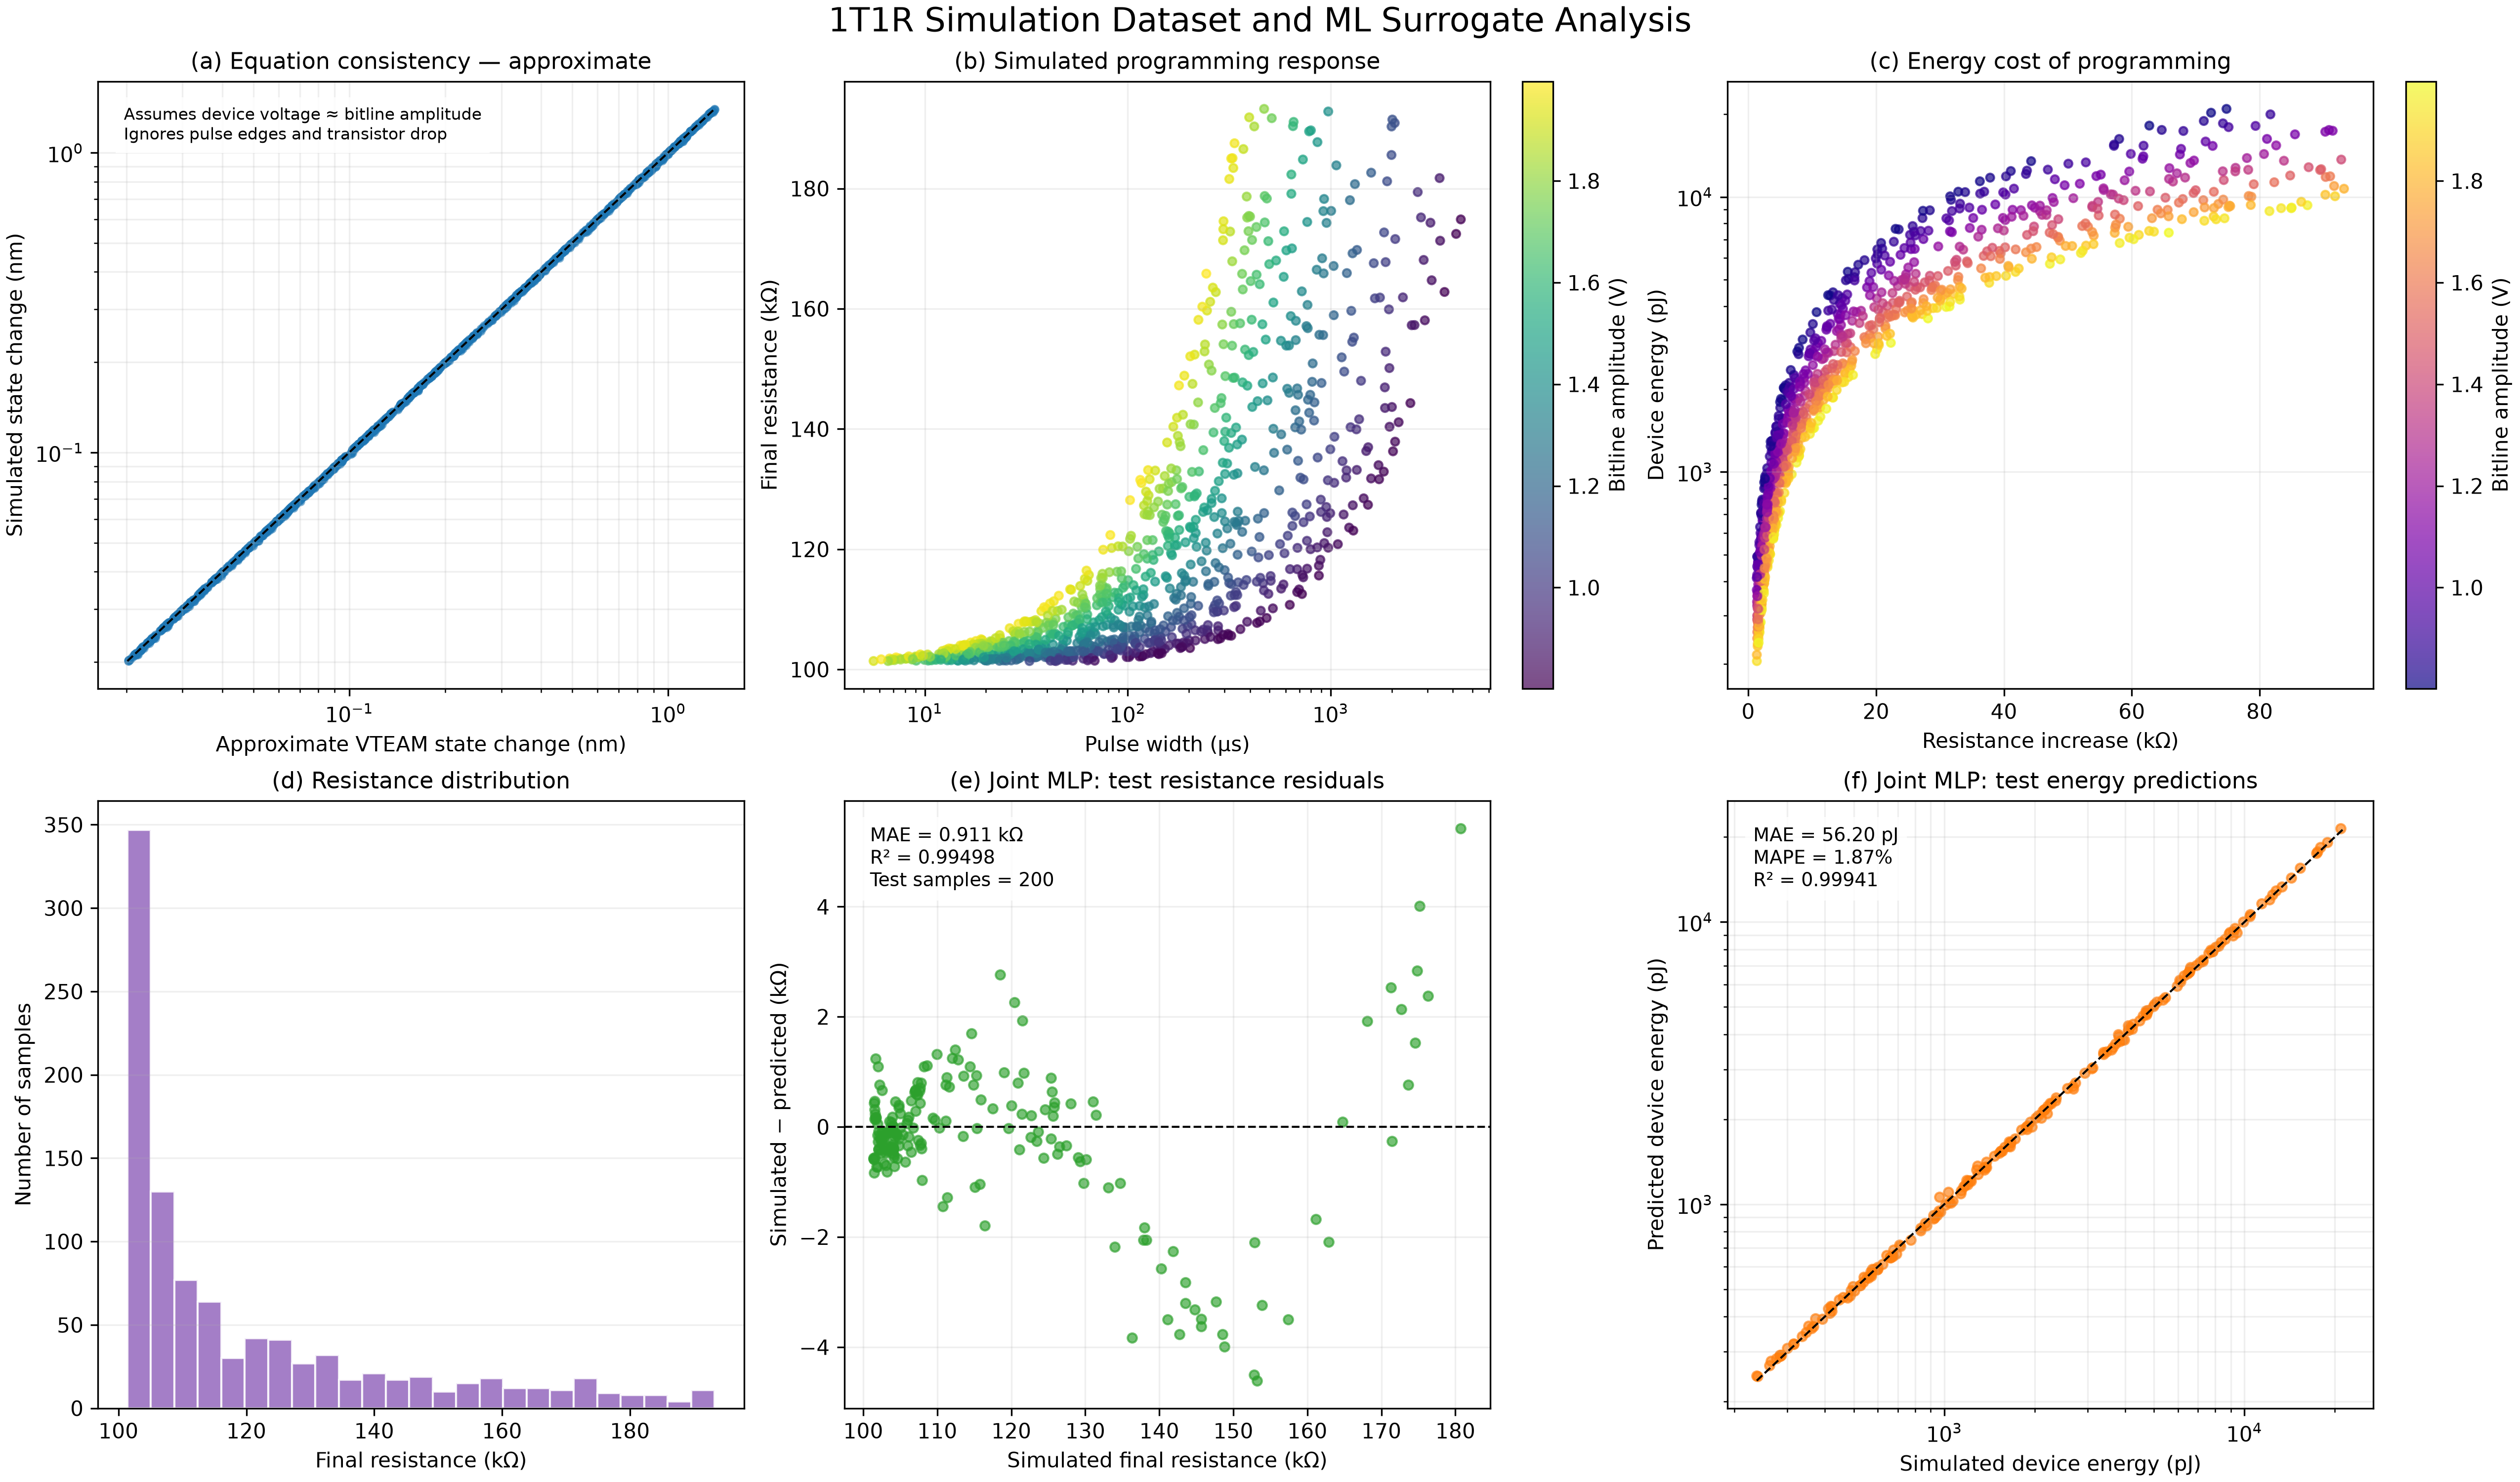 1T1R Simulation Dataset and ML Surrogate Analysis
(a) Equation consistency — approximate
Assumes device voltage ≈ bitline amplitude
Ignores pulse edges and transistor drop
10⁰
10⁻¹
Simulated state change (nm)
10⁻¹
10⁰
Approximate VTEAM state change (nm)
(b) Simulated programming response
180
160
140
120
100
Final resistance (kΩ)
10¹
10²
10³
Pulse width (µs)
1.8
1.6
1.4
1.2
1.0
Bitline amplitude (V)
(c) Energy cost of programming
10⁴
10³
Device energy (pJ)
0
20
40
60
80
Resistance increase (kΩ)
1.8
1.6
1.4
1.2
1.0
Bitline amplitude (V)
(d) Resistance distribution
350
300
250
200
150
100
50
0
Number of samples
100
120
140
160
180
Final resistance (kΩ)
(e) Joint MLP: test resistance residuals
MAE = 0.911 kΩ
R² = 0.99498
Test samples = 200
4
2
0
−2
−4
Simulated − predicted (kΩ)
100
110
120
130
140
150
160
170
180
Simulated final resistance (kΩ)
(f) Joint MLP: test energy predictions
MAE = 56.20 pJ
MAPE = 1.87%
R² = 0.99941
10⁴
10³
Predicted device energy (pJ)
10³
10⁴
Simulated device energy (pJ)